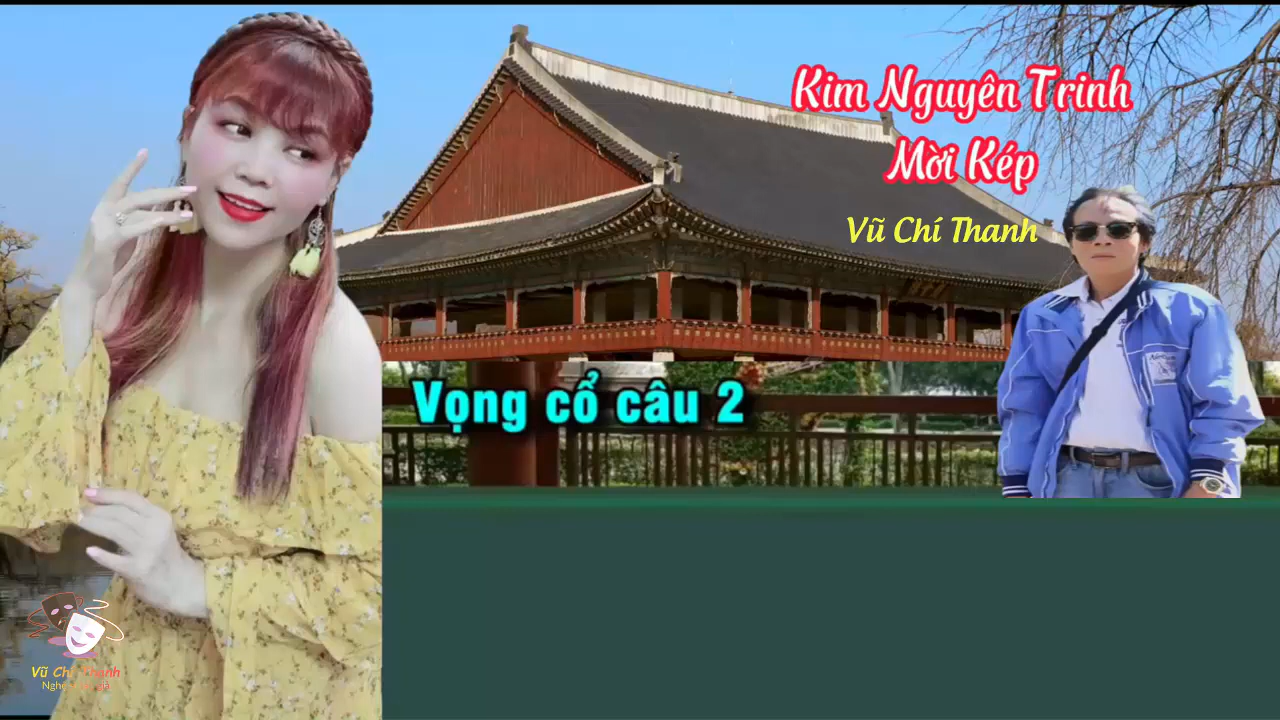 Kim Nguyên Trinh
Mời Kép
Vũ Chí Thanh
Vọng cổ câu 2
Vũ Chí Thanh